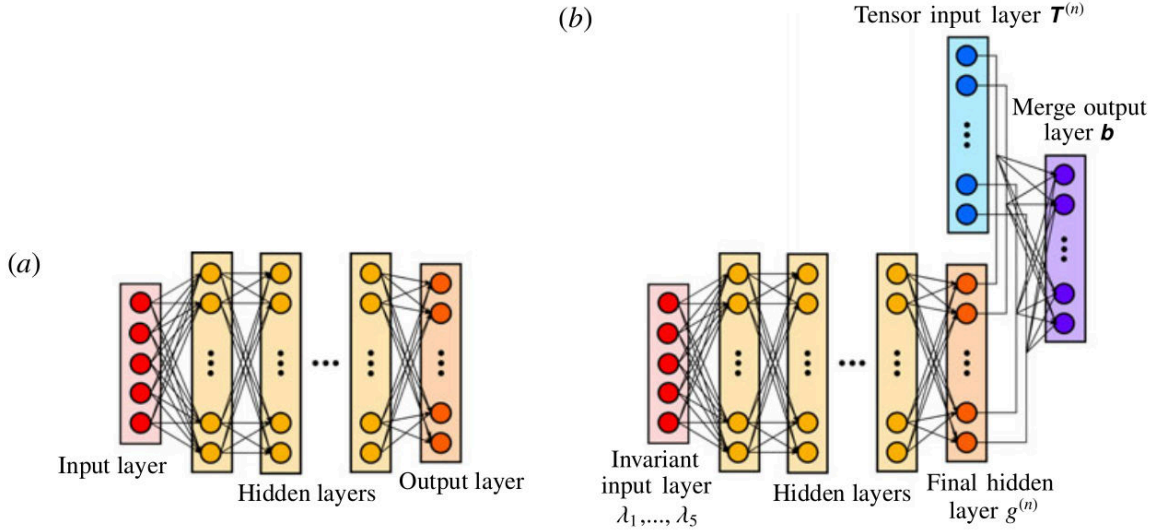 (a)
Input layer
Hidden layers
Output layer
(b)
Tensor input layer T⁽ⁿ⁾
Merge output
layer b
Invariant
input layer
λ₁,..., λ₅
Hidden layers
Final hidden
layer g⁽ⁿ⁾